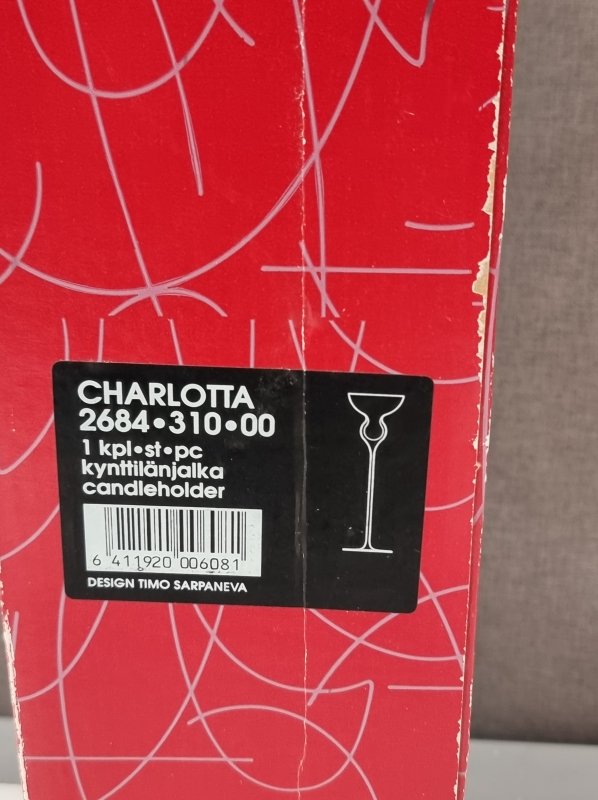 CHARLOTTA
2684•310•00
1 kpl•st•pc
kynttilänjalka
candleholder
6 411920 006081
DESIGN TIMO SARPANEVA